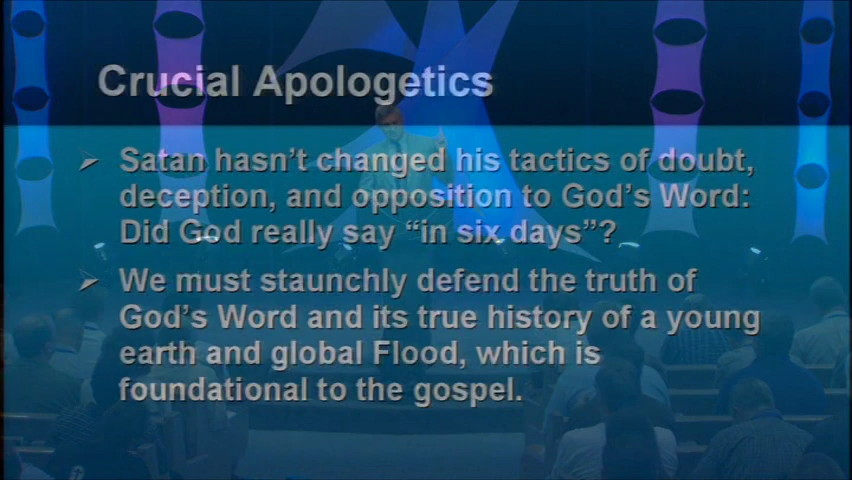 Crucial Apologetics
Satan hasn't changed his tactics of doubt,
deception, and opposition to God's Word:
Did God really say "in six days"?
We must staunchly defend the truth of
God's Word and its true history of a young
earth and global Flood, which is
foundational to the gospel.